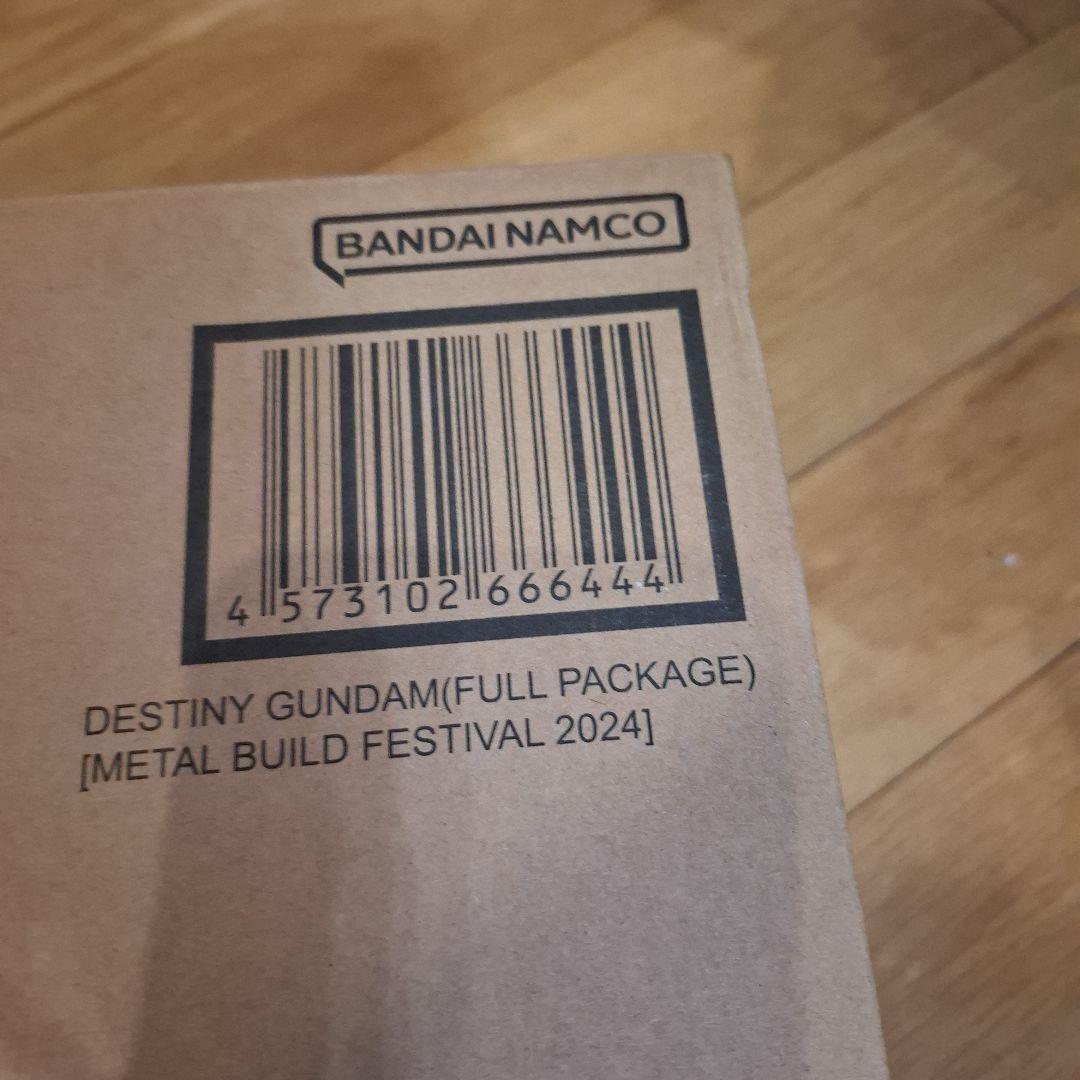 BANDAI NAMCO
4 573102 666444
DESTINY GUNDAM(FULL PACKAGE)
[METAL BUILD FESTIVAL 2024]